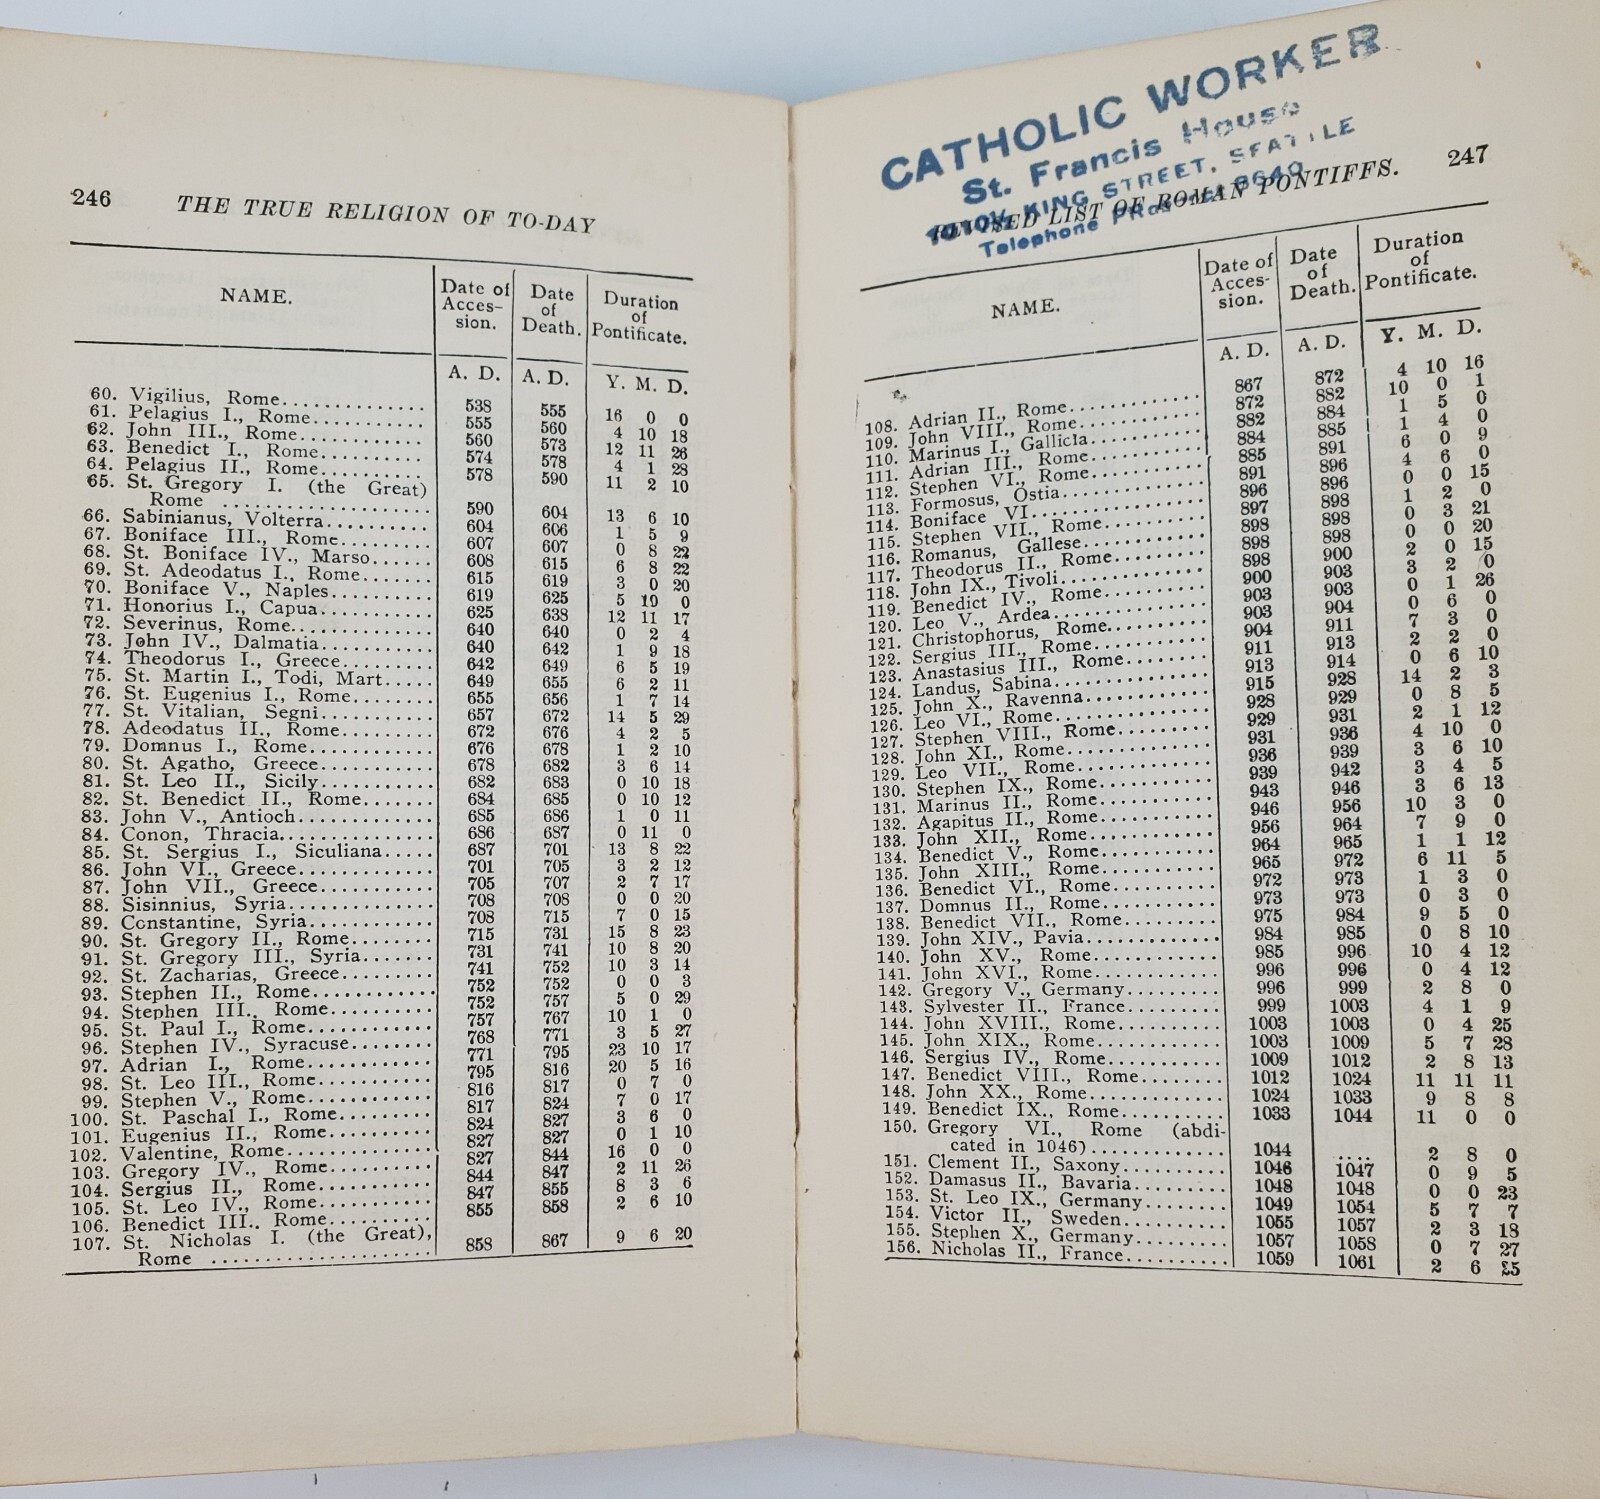 246 THE TRUE RELIGION OF TO-DAY
NAME. Date of Acces- sion. Date of Death. Duration of Pontificate.
A. D. A. D. Y. M. D.
60. Vigilius, Rome.............. 538 555 16 0 0
61. Pelagius I., Rome........... 555 560 4 10 18
62. John III., Rome............ 560 573 12 11 26
63. Benedict I., Rome.......... 574 578 4 1 28
64. Pelagius II., Rome.......... 578 590 11 2 10
65. St. Gregory I. (the Great)
Rome .................... 590 604 13 6 10
66. Sabinianus, Volterra.......... 604 606 1 5 9
67. Boniface III., Rome......... 607 607 0 8 22
68. St. Boniface IV., Marso...... 608 615 6 8 22
69. St. Adeodatus I., Rome....... 615 619 3 0 20
70. Boniface V., Naples.......... 619 625 5 10 0
71. Honorius I., Capua........... 625 638 12 11 17
72. Severinus, Rome............. 640 640 0 2 4
73. John IV., Dalmatia........... 640 642 1 9 18
74. Theodorus I., Greece......... 642 649 6 5 19
75. St. Martin I., Todi, Mart..... 649 655 6 2 11
76. St. Eugenius I., Rome........ 655 656 1 7 14
77. St. Vitalian, Segni........... 657 672 14 5 29
78. Adeodatus II., Rome......... 672 676 4 2 5
79. Domnus I., Rome............ 676 678 1 2 10
80. St. Agatho, Greece........... 678 682 3 6 14
81. St. Leo II., Sicily........... 682 683 0 10 18
82. St. Benedict II., Rome....... 684 685 0 10 12
83. John V., Antioch............ 685 686 1 0 11
84. Conon, Thracia.............. 686 687 0 11 0
85. St. Sergius I., Siculiana..... 687 701 13 8 22
86. John VI., Greece............. 701 705 3 2 12
87. John VII., Greece........... 705 707 2 7 17
88. Sisinnius, Syria.............. 708 708 0 0 20
89. Constantine, Syria............ 708 715 7 0 15
90. St. Gregory II., Rome........ 715 731 15 8 23
91. St. Gregory III., Syria....... 731 741 10 8 20
92. St. Zacharias, Greece......... 741 752 10 3 14
93. Stephen II., Rome............ 752 752 0 0 3
94. Stephen III., Rome........... 752 757 5 0 29
95. St. Paul I., Rome............ 757 767 10 1 0
96. Stephen IV., Syracuse........ 768 771 3 5 27
97. Adrian I., Rome............ 771 795 23 10 17
98. St. Leo III., Rome........... 795 816 20 5 16
99. Stephen V., Rome........... 816 817 0 7 0
100. St. Paschal I., Rome......... 817 824 7 0 17
101. Eugenius II., Rome.......... 824 827 3 6 0
102. Valentine, Rome............. 827 827 0 1 10
103. Gregory IV., Rome.......... 827 844 16 0 0
104. Sergius II., Rome........... 844 847 2 11 26
105. St. Leo IV., Rome........... 847 855 8 3 6
106. Benedict III.. Rome......... 855 858 2 6 10
107. St. Nicholas I. (the Great),
Rome ..................... 858 867 9 6 20
CATHOLIC WORKER
St. Francis House
KING STREET, SEATTLE
Telephone
REVISED LIST OF ROMAN PONTIFFS. 247
NAME. Date of Acces- sion. Date of Death. Duration of Pontificate.
A. D. A. D. Y. M. D.
108. Adrian II., Rome............ 867 872 4 10 16
109. John VIII., Rome........... 872 882 10 0 1
110. Marinus I., Gallicia.......... 882 884 1 5 0
111. Adrian III., Rome........... 884 885 1 4 0
112. Stephen VI., Rome.......... 885 891 6 0 9
113. Formosus, Ostia............. 891 896 4 6 0
114. Boniface VI................ 896 896 0 0 15
115. Stephen VII., Rome......... 897 898 1 2 0
116. Romanus, Gallese........... 898 898 0 3 21
117. Theodorus II., Rome........ 898 898 0 0 20
118. John IX., Tivoli............. 898 900 2 0 15
119. Benedict IV., Rome......... 900 903 3 2 0
120. Leo V., Ardea.............. 903 903 0 1 26
121. Christophorus, Rome........ 903 904 0 6 0
122. Sergius III., Rome.......... 904 911 7 3 0
123. Anastasius III., Rome....... 911 913 2 2 0
124. Landus, Sabina............. 913 914 0 6 10
125. John X., Ravenna........... 915 928 14 2 3
126. Leo VI., Rome.............. 928 929 0 8 5
127. Stephen VIII., Rome........ 929 931 2 1 12
128. John XI., Rome............. 931 936 4 10 0
129. Leo VII., Rome............ 936 939 3 6 10
130. Stephen IX., Rome.......... 939 942 3 4 5
131. Marinus II., Rome.......... 943 946 3 6 13
132. Agapitus II., Rome.......... 946 956 10 3 0
133. John XII., Rome............ 956 964 7 9 0
134. Benedict V., Rome.......... 964 965 1 1 12
135. John XIII., Rome........... 965 972 6 11 5
136. Benedict VI., Rome......... 972 973 1 3 0
137. Domnus II., Rome........... 973 973 0 3 0
138. Benedict VII., Rome......... 975 984 9 5 0
139. John XIV., Pavia............. 984 985 0 8 10
140. John XV., Rome............ 985 996 10 4 12
141. John XVI., Rome............ 996 996 0 4 12
142. Gregory V., Germany......... 996 999 2 8 0
143. Sylvester II., France......... 999 1003 4 1 9
144. John XVIII., Rome.......... 1003 1003 0 4 25
145. John XIX., Rome............ 1003 1009 5 7 28
146. Sergius IV., Rome........... 1009 1012 2 8 13
147. Benedict VIII., Rome........ 1012 1024 11 11 11
148. John XX., Rome............. 1024 1033 9 8 8
149. Benedict IX., Rome.......... 1033 1044 11 0 0
150. Gregory VI., Rome (abdi-
cated in 1046).............. 1044 .... 2 8 0
151. Clement II., Saxony.......... 1046 1047 0 9 5
152. Damasus II., Bavaria......... 1048 1048 0 0 23
153. St. Leo IX., Germany........ 1049 1054 5 7 7
154. Victor II., Sweden........... 1055 1057 2 3 18
155. Stephen X., Germany......... 1057 1058 0 7 27
156. Nicholas II., France.......... 1059 1061 2 6 25